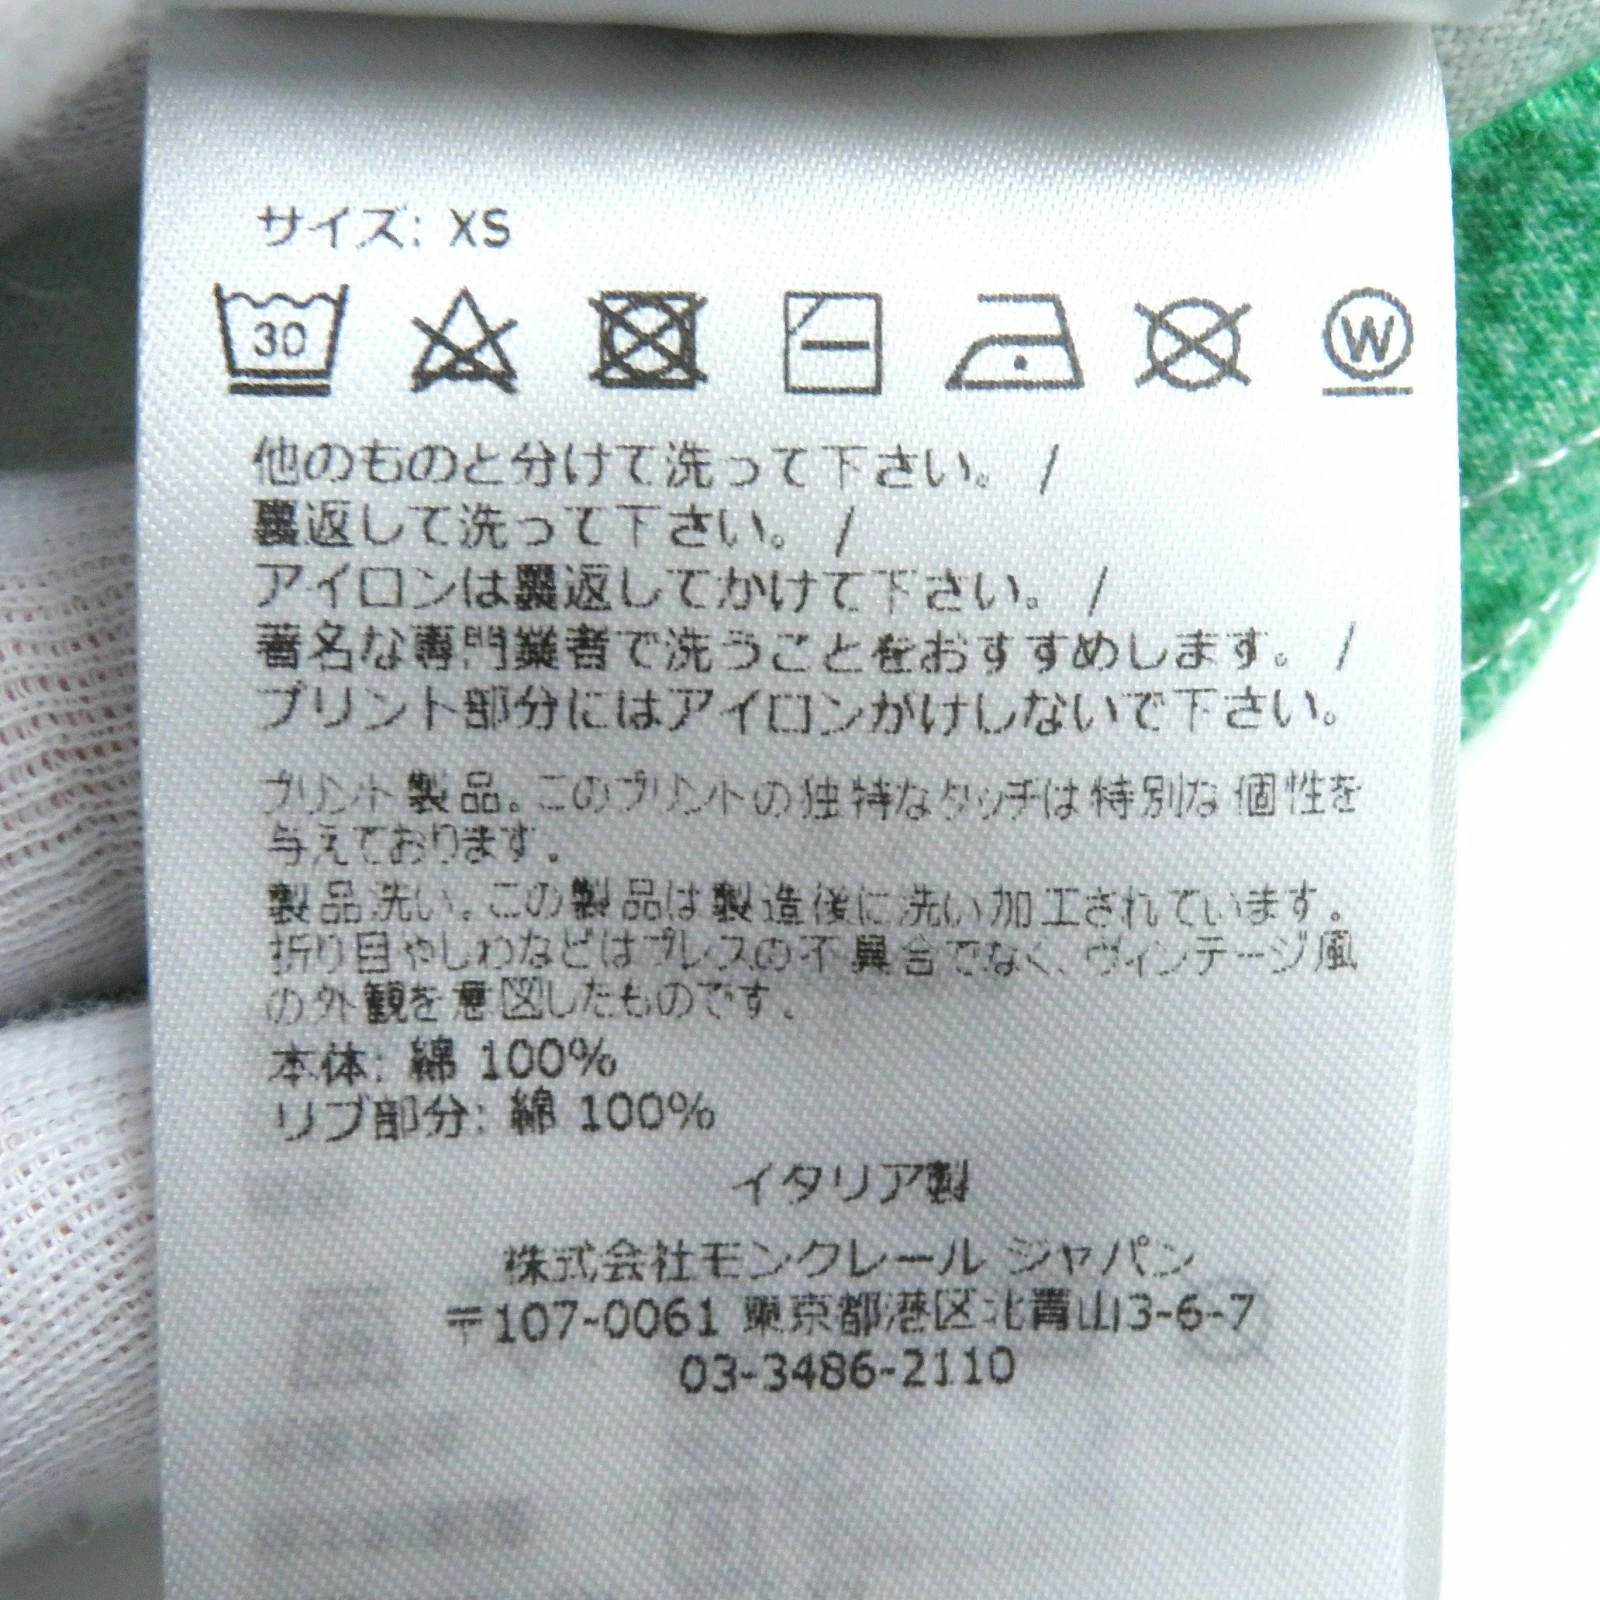 サイズ: XS
30
W
他のものと分けて洗って下さい。 /
裏返して洗って下さい。 /
アイロンは裏返してかけて下さい。 /
著名な専門業者で洗うことをおすすめします。 /
プリント部分にはアイロンがけしないで下さい。
プリント製品。このプリントの独特なタッチは特別な個性を
与えております。
製品洗い。この製品は製造後に洗い加工されています。
折り目やしわなどはプレスの不具合でなく、ヴィンテージ風
の外観を意図したものです。
本体: 綿 100%
リブ部分: 綿 100%
イタリア製
株式会社モンクレール ジャパン
〒107-0061 東京都港区北青山3-6-7
03-3486-2110